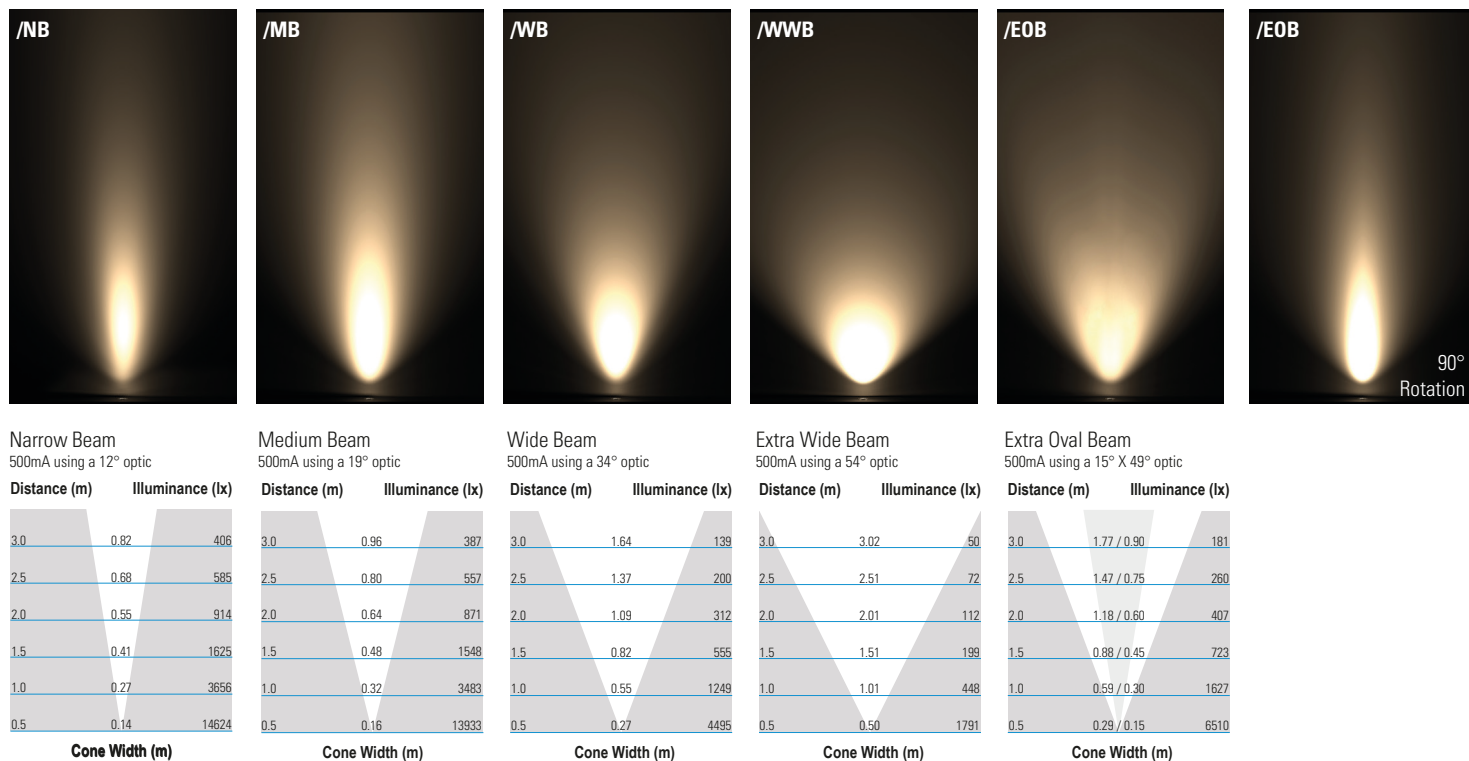 /NB
/MB
/WB
/WWB
/EOB
/EOB
90°
Rotation
Narrow Beam
500mA using a 12° optic
Distance (m) Illuminance (lx)
3.0 0.82 406
2.5 0.68 585
2.0 0.55 914
1.5 0.41 1625
1.0 0.27 3656
0.5 0.14 14624
Cone Width (m)
Medium Beam
500mA using a 19° optic
Distance (m) Illuminance (lx)
3.0 0.96 387
2.5 0.80 557
2.0 0.64 871
1.5 0.48 1548
1.0 0.32 3483
0.5 0.16 13933
Cone Width (m)
Wide Beam
500mA using a 34° optic
Distance (m) Illuminance (lx)
3.0 1.64 139
2.5 1.37 200
2.0 1.09 312
1.5 0.82 555
1.0 0.55 1249
0.5 0.27 4495
Cone Width (m)
Extra Wide Beam
500mA using a 54° optic
Distance (m) Illuminance (lx)
3.0 3.02 50
2.5 2.51 72
2.0 2.01 112
1.5 1.51 199
1.0 1.01 448
0.5 0.50 1791
Cone Width (m)
Extra Oval Beam
500mA using a 15° X 49° optic
Distance (m) Illuminance (lx)
3.0 1.77 / 0.90 181
2.5 1.47 / 0.75 260
2.0 1.18 / 0.60 407
1.5 0.88 / 0.45 723
1.0 0.59 / 0.30 1627
0.5 0.29 / 0.15 6510
Cone Width (m)